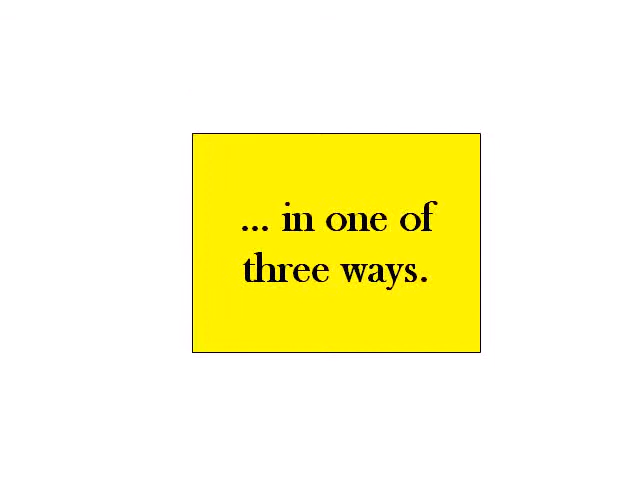 ... in one of
three ways.